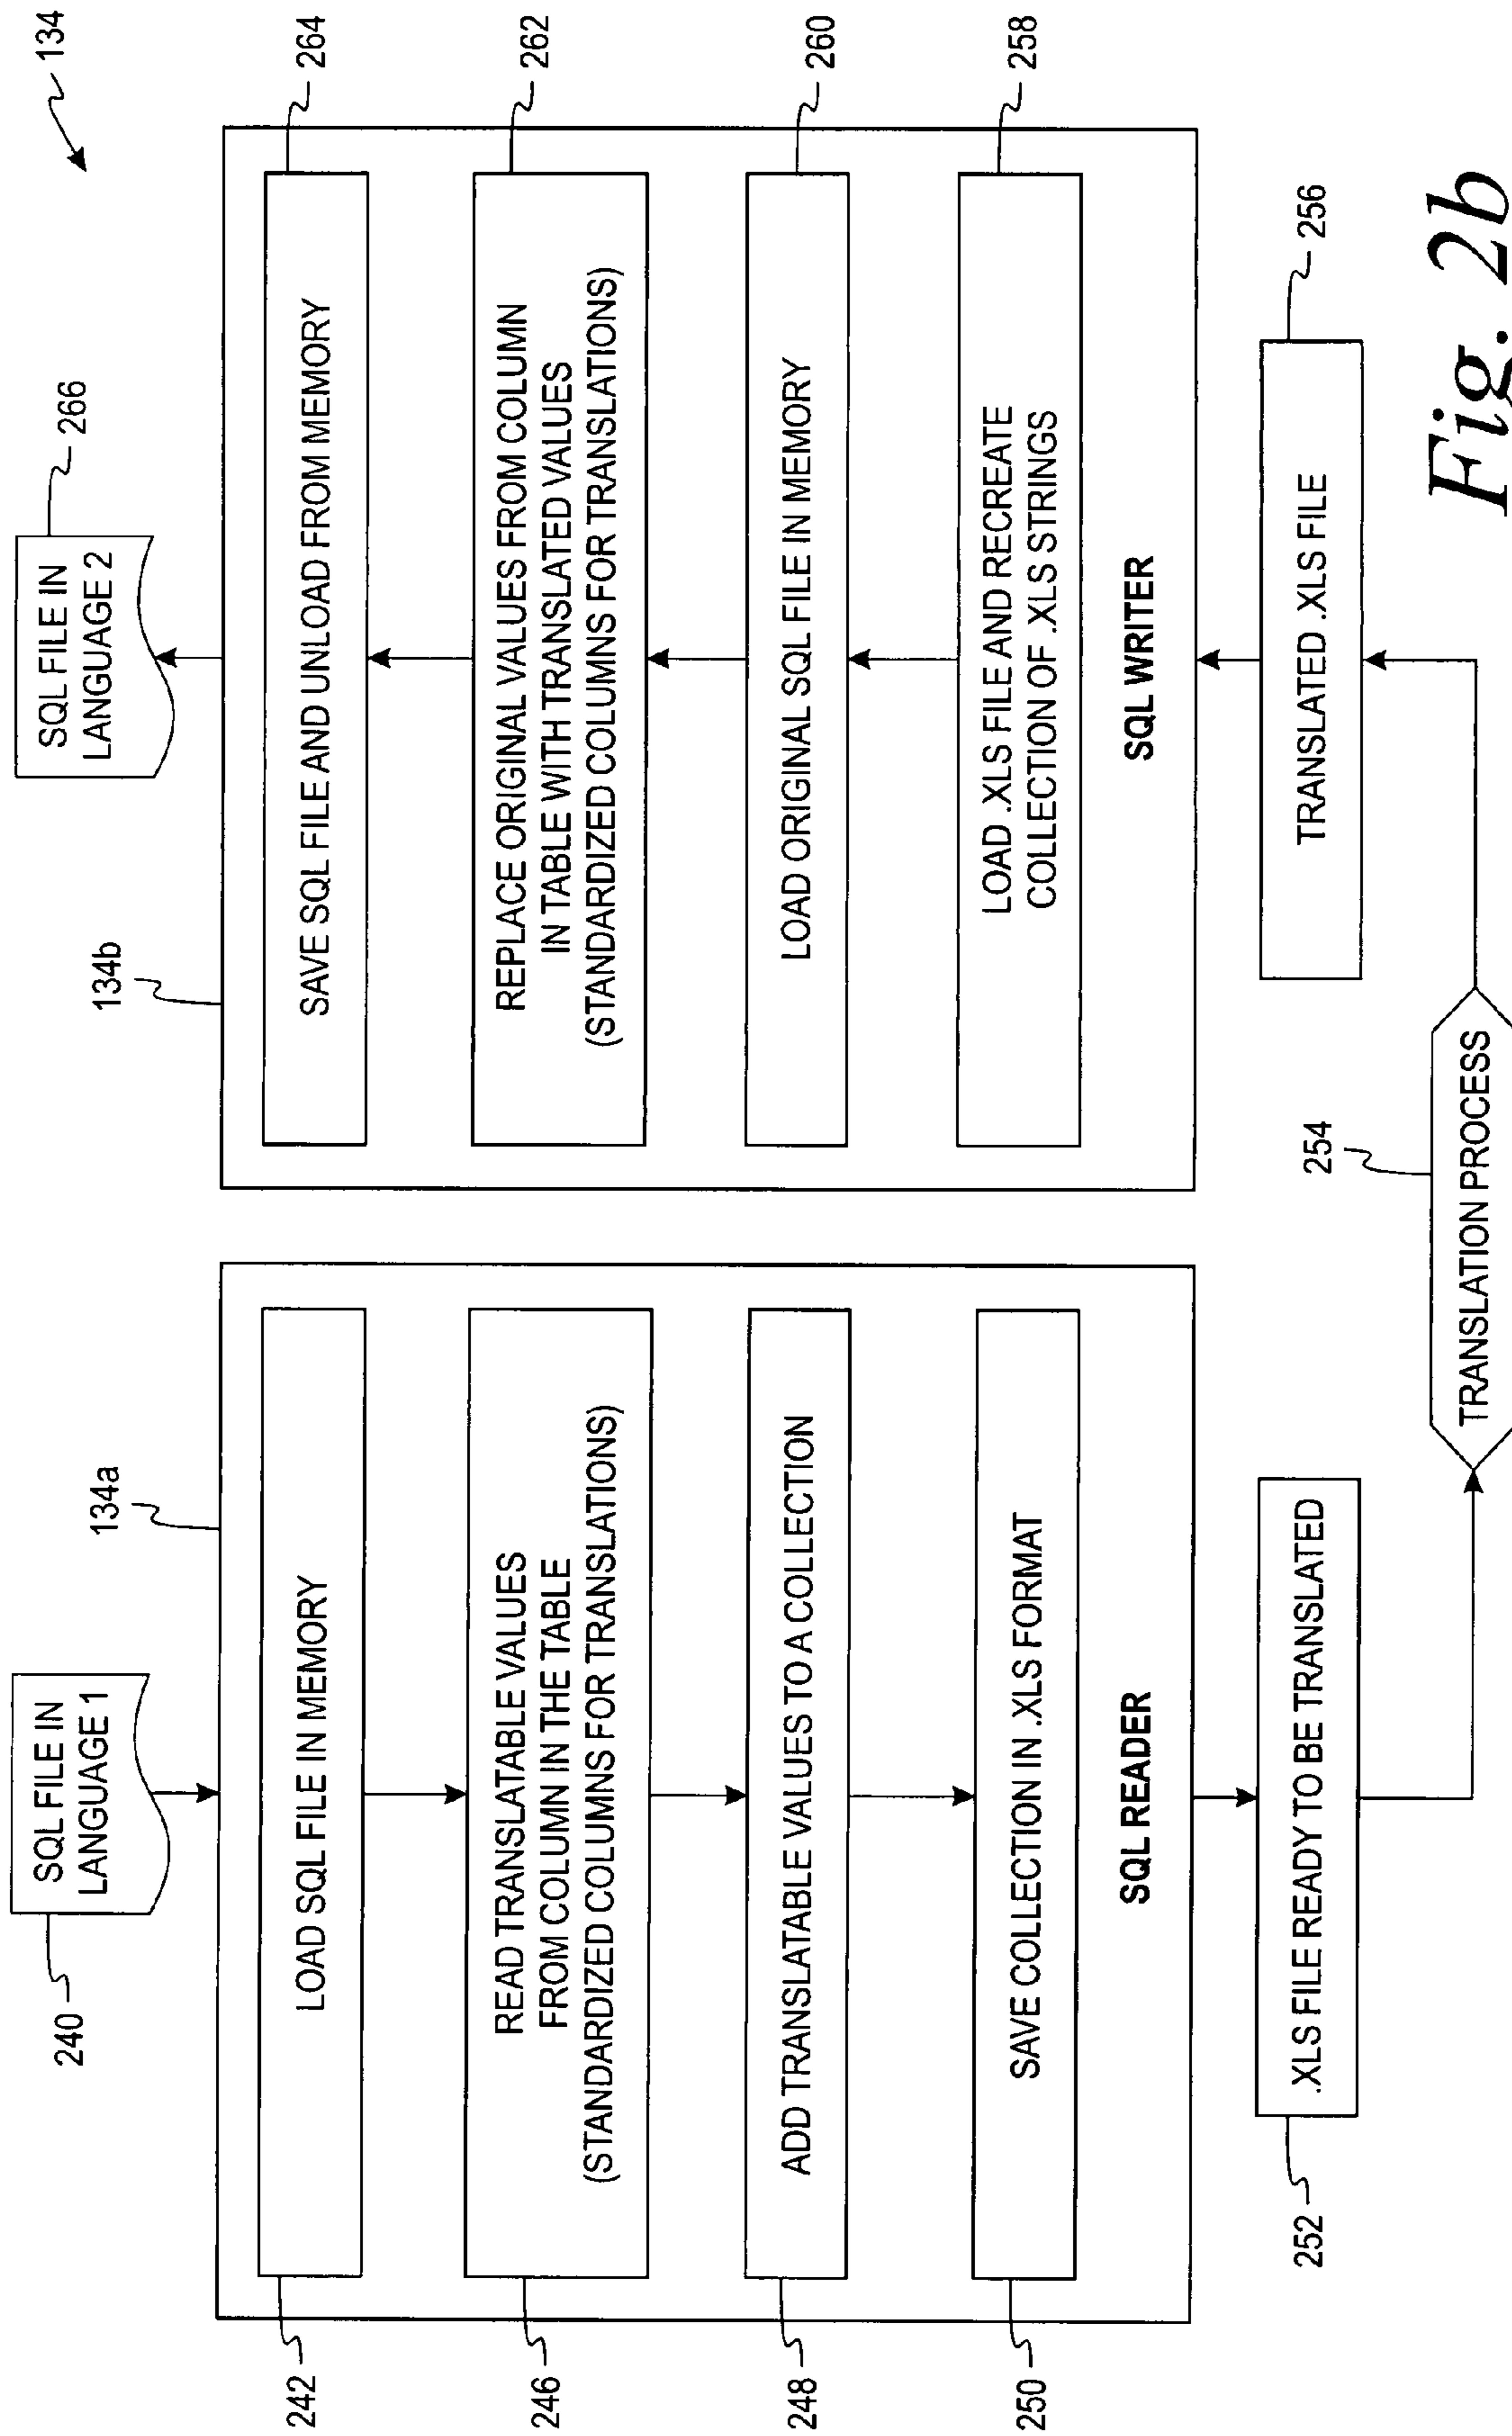 134
SQL FILE IN
LANGUAGE 1
240
134a
LOAD SQL FILE IN MEMORY
242
READ TRANSLATABLE VALUES
FROM COLUMN IN THE TABLE
(STANDARDIZED COLUMNS FOR TRANSLATIONS)
246
ADD TRANSLATABLE VALUES TO A COLLECTION
248
SAVE COLLECTION IN .XLS FORMAT
250
SQL READER
.XLS FILE READY TO BE TRANSLATED
252
TRANSLATION PROCESS
254
TRANSLATED .XLS FILE
256
SQL FILE IN
LANGUAGE 2
266
134b
SAVE SQL FILE AND UNLOAD FROM MEMORY
264
REPLACE ORIGINAL VALUES FROM COLUMN
IN TABLE WITH TRANSLATED VALUES
(STANDARDIZED COLUMNS FOR TRANSLATIONS)
262
LOAD ORIGINAL SQL FILE IN MEMORY
260
LOAD .XLS FILE AND RECREATE
COLLECTION OF .XLS STRINGS
258
SQL WRITER
Fig. 2b